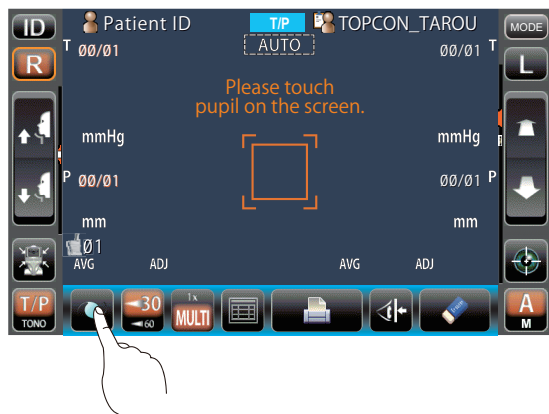 ID
Patient ID
T/P
TOPCON_TAROU
MODE
R
T
00/01
AUTO
00/01
T
L
Please touch
pupil on the screen.
mmHg
mmHg
P
00/01
00/01
P
mm
mm
01
AVG
ADJ
AVG
ADJ
T/P
TONO
30
60
1x
MULTI
A
M